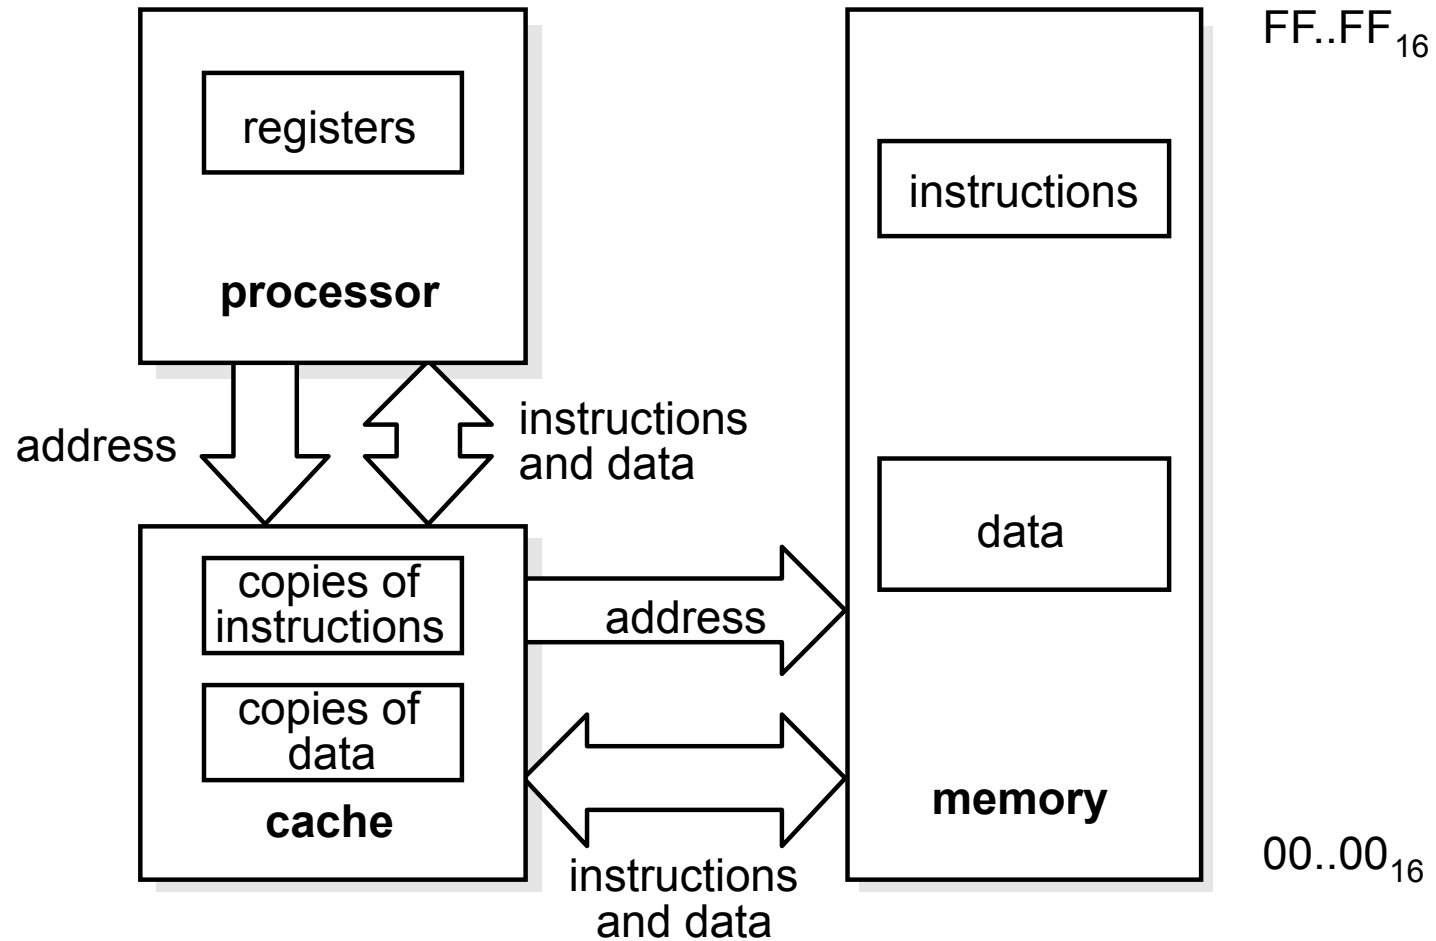 FF..FF₁₆
registers
instructions
processor
address
instructions
and data
data
copies of
instructions
address
copies of
data
cache
memory
instructions
and data
00..00₁₆